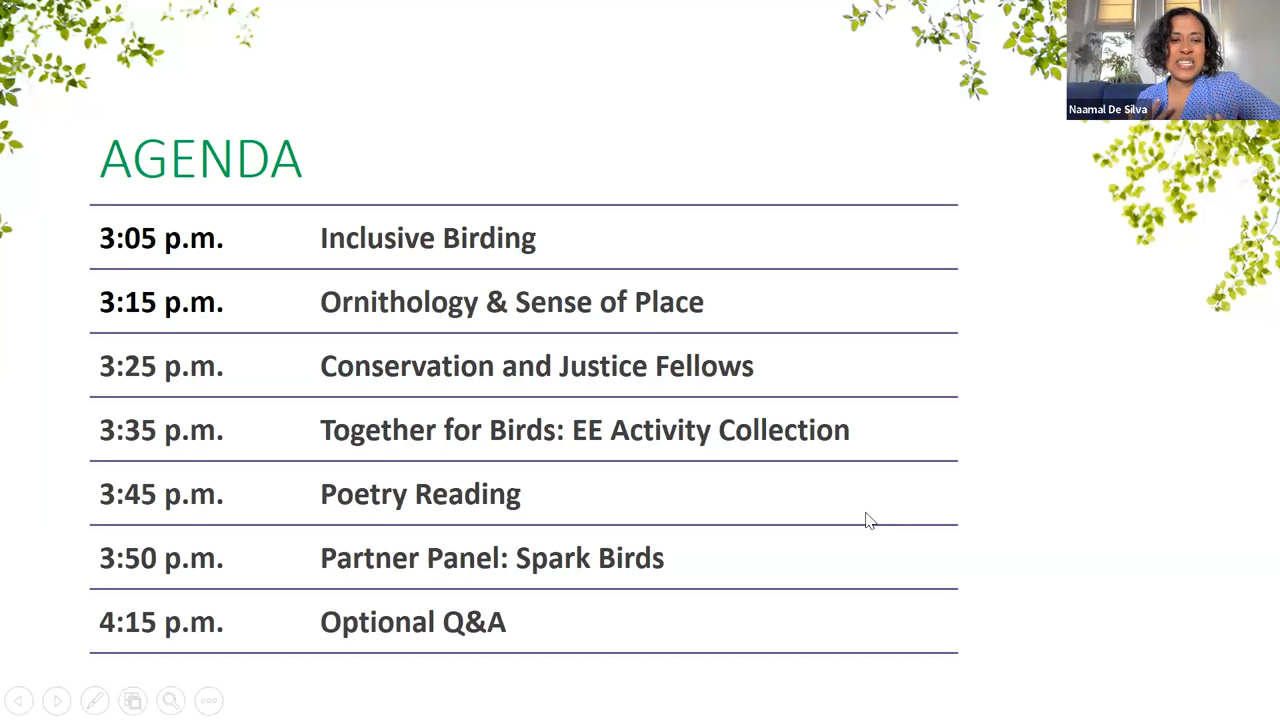 Naamal De Silva
AGENDA
3:05 p.m. Inclusive Birding
3:15 p.m. Ornithology & Sense of Place
3:25 p.m. Conservation and Justice Fellows
3:35 p.m. Together for Birds: EE Activity Collection
3:45 p.m. Poetry Reading
3:50 p.m. Partner Panel: Spark Birds
4:15 p.m. Optional Q&A